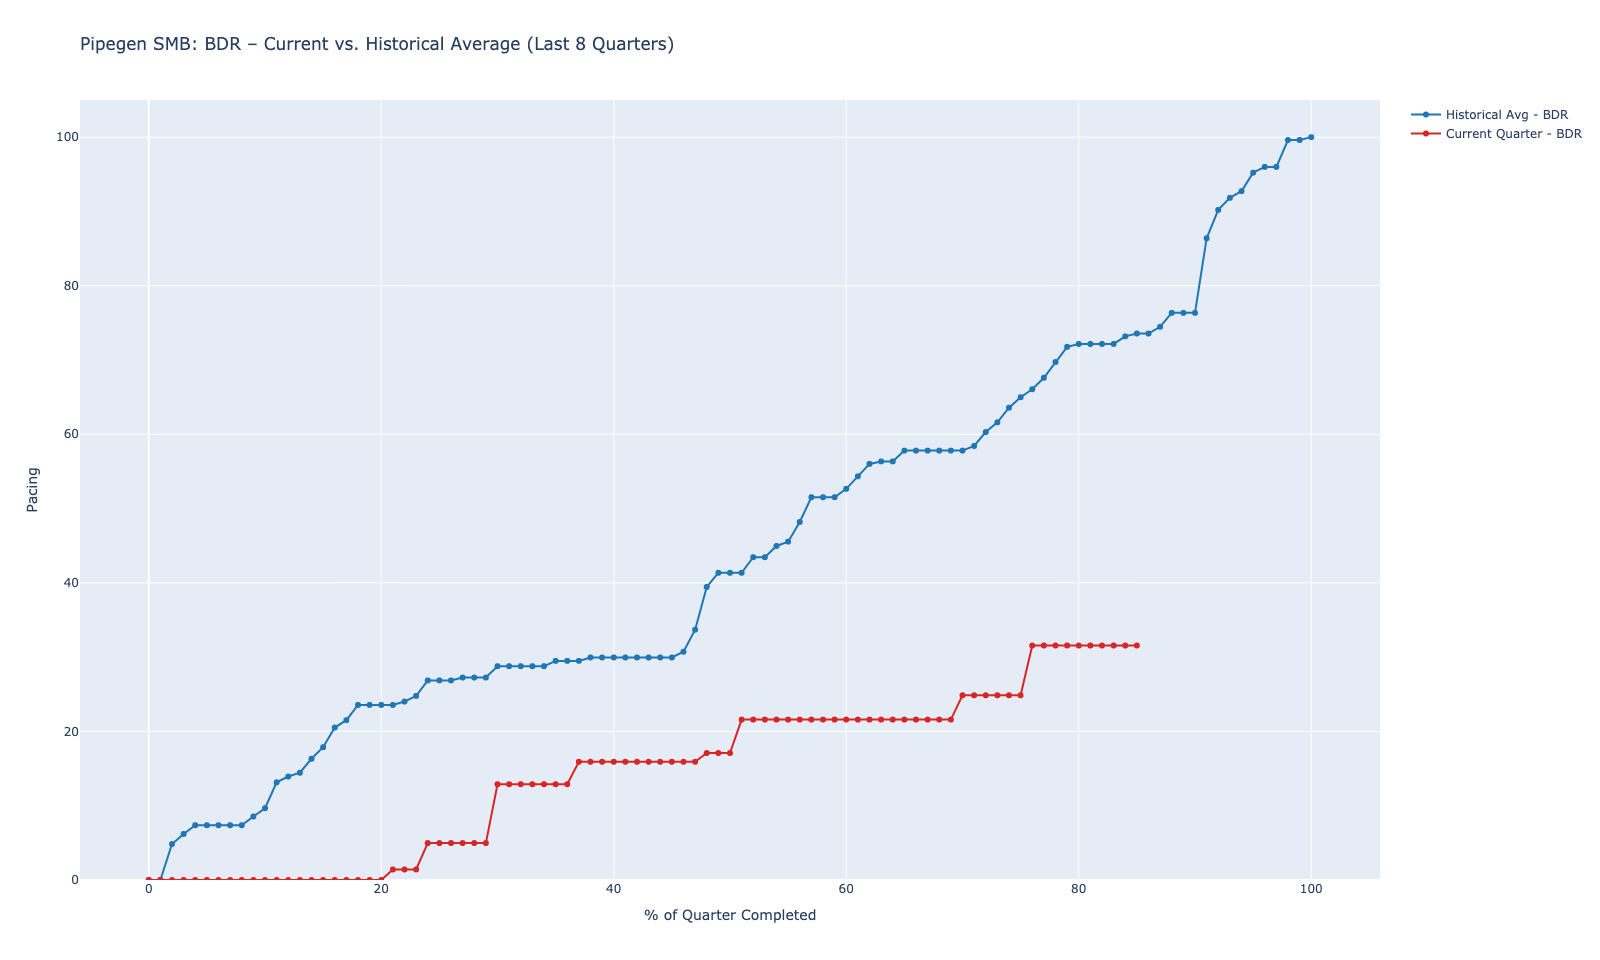 Pipegen SMB: BDR – Current vs. Historical Average (Last 8 Quarters)
Historical Avg - BDR
Current Quarter - BDR
100
80
60
40
20
0
Pacing
0 20 40 60 80 100
% of Quarter Completed